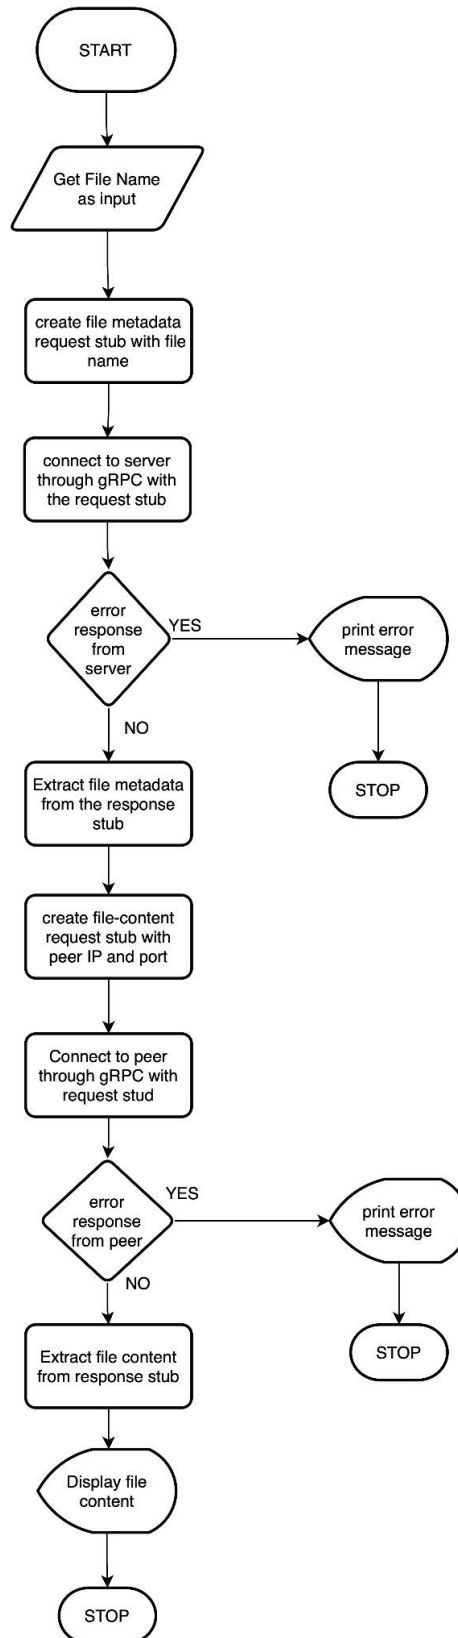 START
Get File Name
as input
create file metadata
request stub with file
name
connect to server
through gRPC with
the request stub
error
response
from
server
YES
print error
message
NO
STOP
Extract file metadata
from the response
stub
create file-content
request stub with
peer IP and port
Connect to peer
through gRPC with
request stud
error
response
from peer
YES
print error
message
NO
STOP
Extract file content
from response stub
Display file
content
STOP